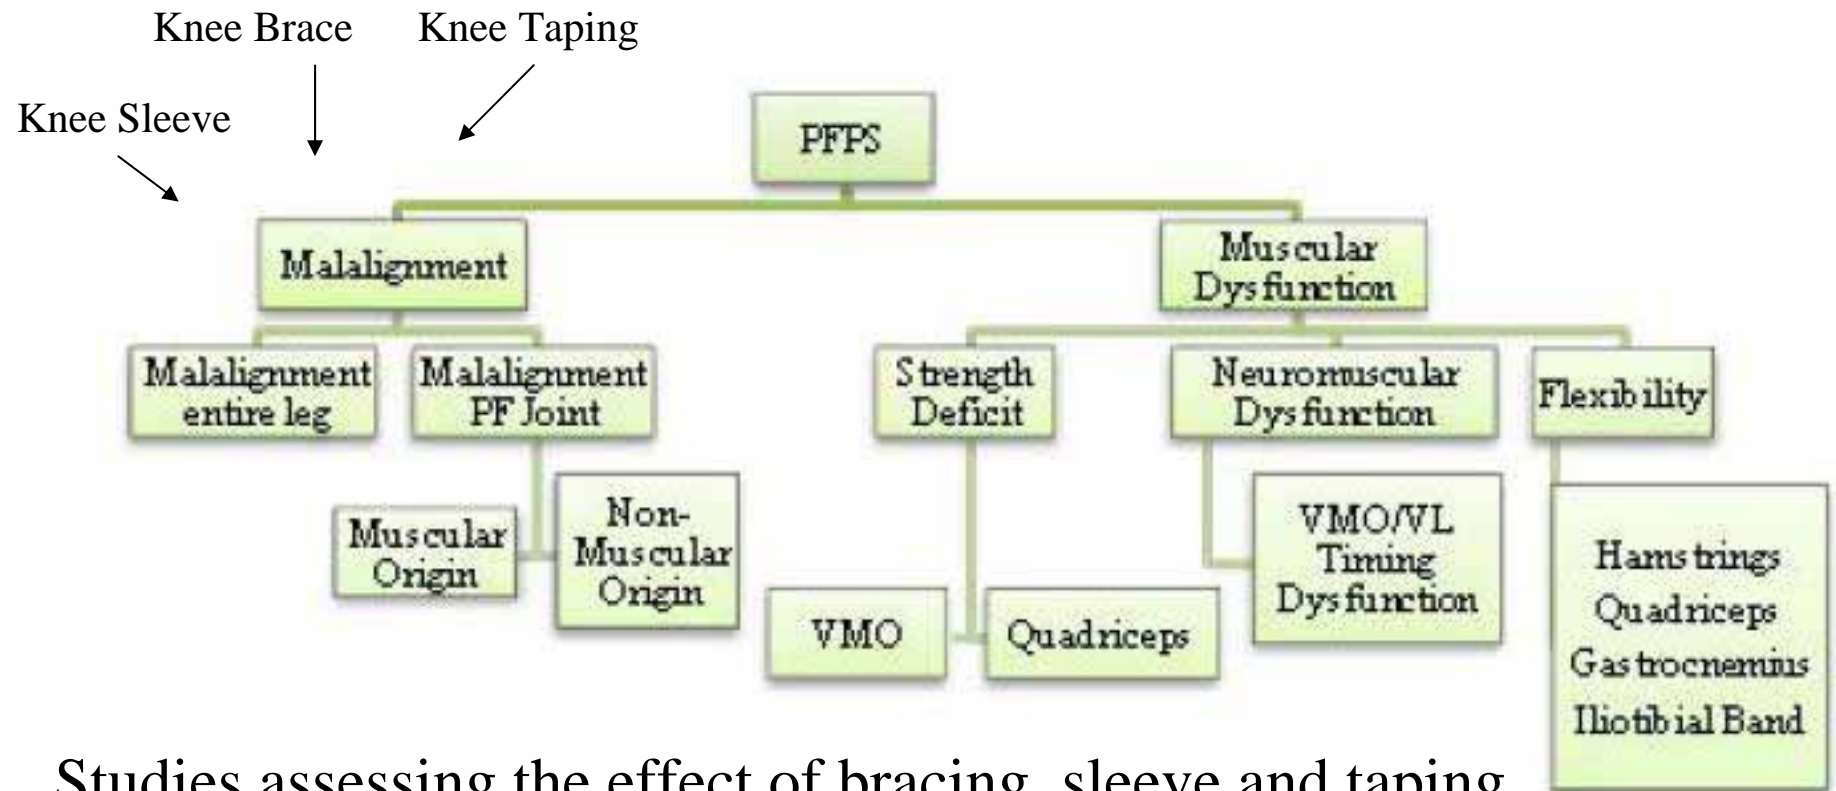 Knee Brace
Knee Taping
Knee Sleeve
PFPS
Malalignment
Muscular
Dysfunction
Malalignment
entire leg
Malalignment
PF Joint
Strength
Deficit
Neuromuscular
Dysfunction
Flexibility
Muscular
Origin
Non-
Muscular
Origin
VMO
Quadriceps
VMO/VL
Timing
Dysfunction
Hamstrings
Quadriceps
Gastrocnemius
Iliotibial Band
Studies assessing the effect of bracing, sleeve and taping